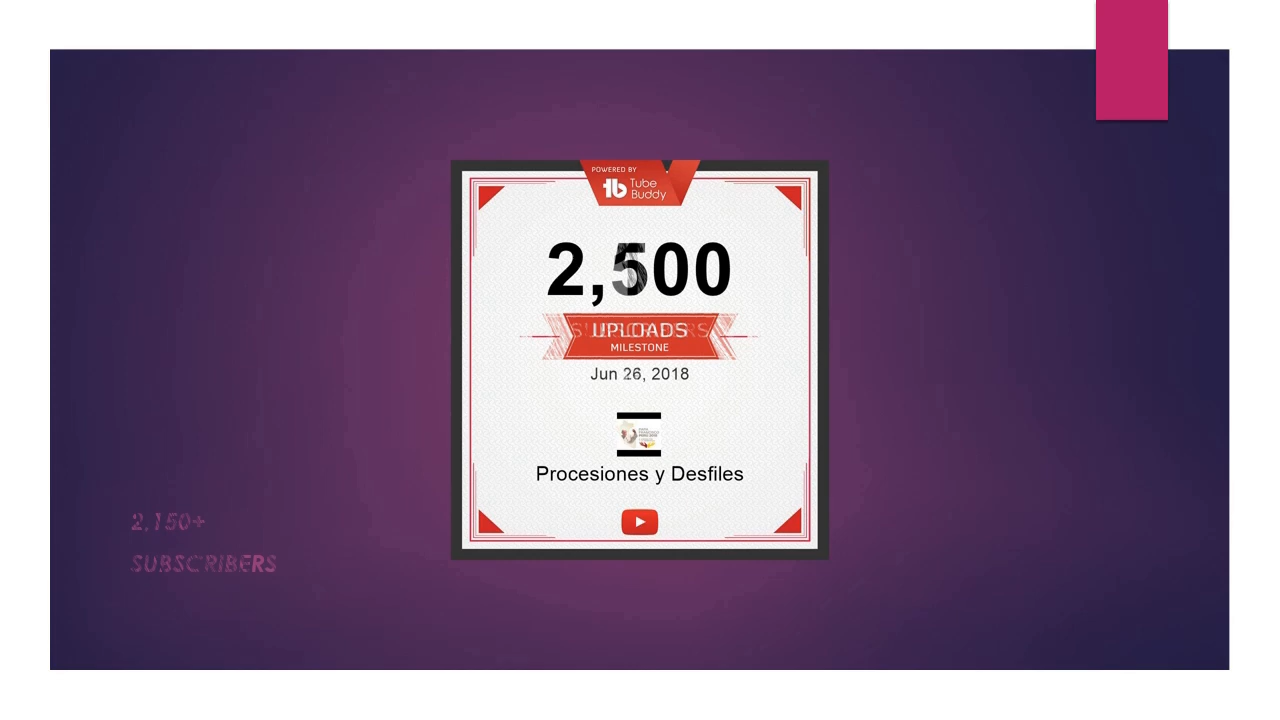 POWERED BY
Tube
Buddy
2,500
UPLOADS
MILESTONE
Jun 26, 2018
Procesiones y Desfiles
2,150+
SUBSCRIBERS